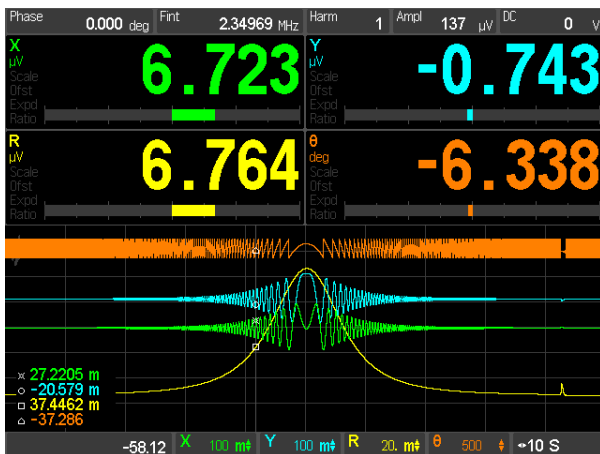 Phase 0.000 deg Fint 2.34969 MHz Harm 1 Ampl 137 µV DC 0 V
X Y
µV 6.723 µV -0.743
Scale Scale
Ofst Ofst
Expd Expd
Ratio Ratio
R θ
µV 6.764 deg -6.338
Scale Scale
Ofst Ofst
Expd Expd
Ratio Ratio
27.2205 m
-20.579 m
37.4462 m
-37.286
-58.12 X 100 m Y 100 m R 20. m θ 500 10 S